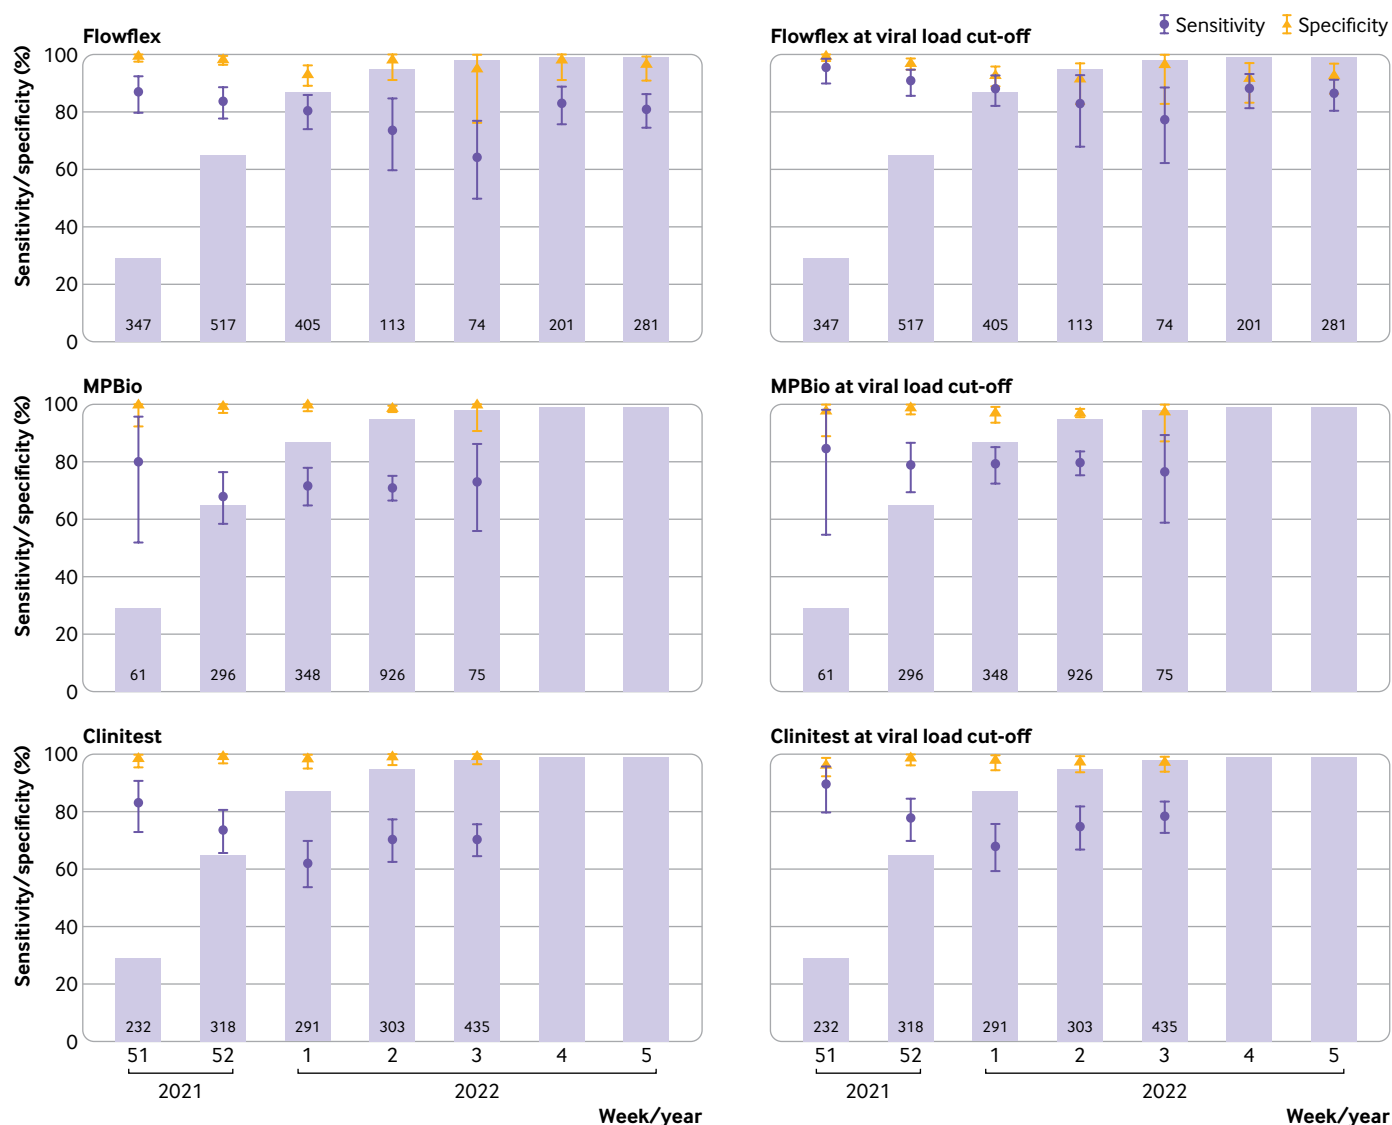 Sensitivity Specificity
Flowflex
Sensitivity/specificity (%)
100
80
60
40
20
0
347 517 405 113 74 201 281
Flowflex at viral load cut-off
347 517 405 113 74 201 281
MPBio
Sensitivity/specificity (%)
100
80
60
40
20
0
61 296 348 926 75
MPBio at viral load cut-off
61 296 348 926 75
Clinitest
Sensitivity/specificity (%)
100
80
60
40
20
0
232 318 291 303 435
51 52 1 2 3 4 5
2021 2022
Week/year
Clinitest at viral load cut-off
232 318 291 303 435
51 52 1 2 3 4 5
2021 2022
Week/year